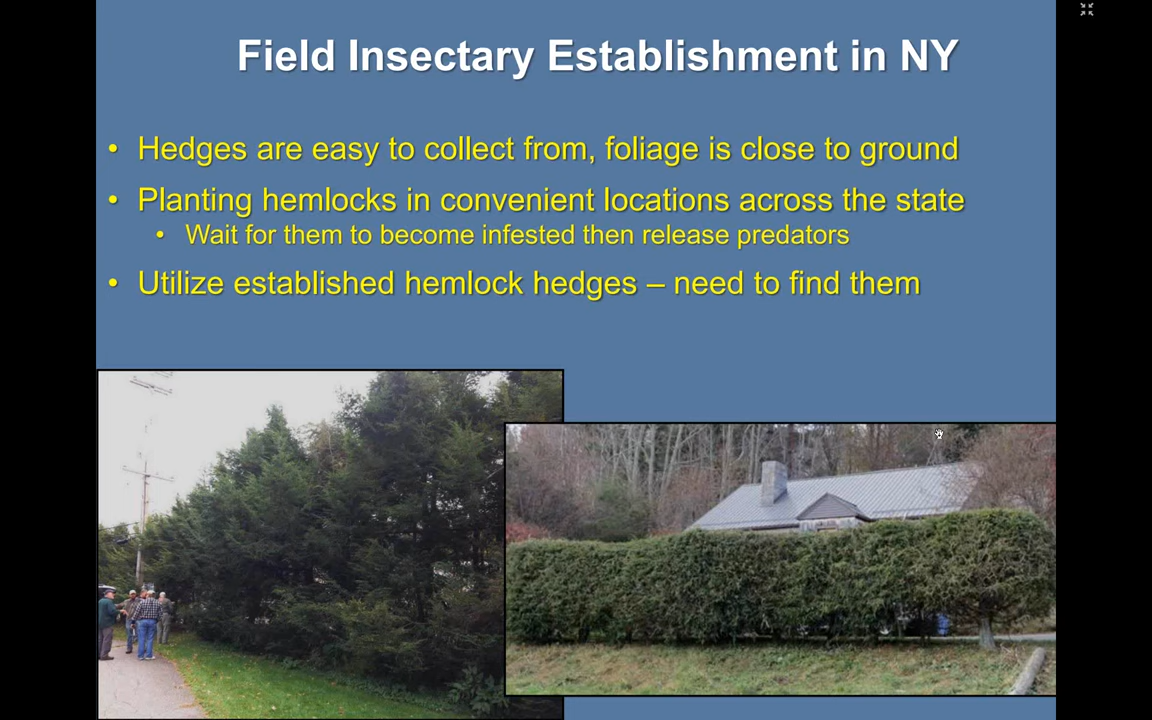 Field Insectary Establishment in NY
• Hedges are easy to collect from, foliage is close to ground
• Planting hemlocks in convenient locations across the state
• Wait for them to become infested then release predators
• Utilize established hemlock hedges – need to find them